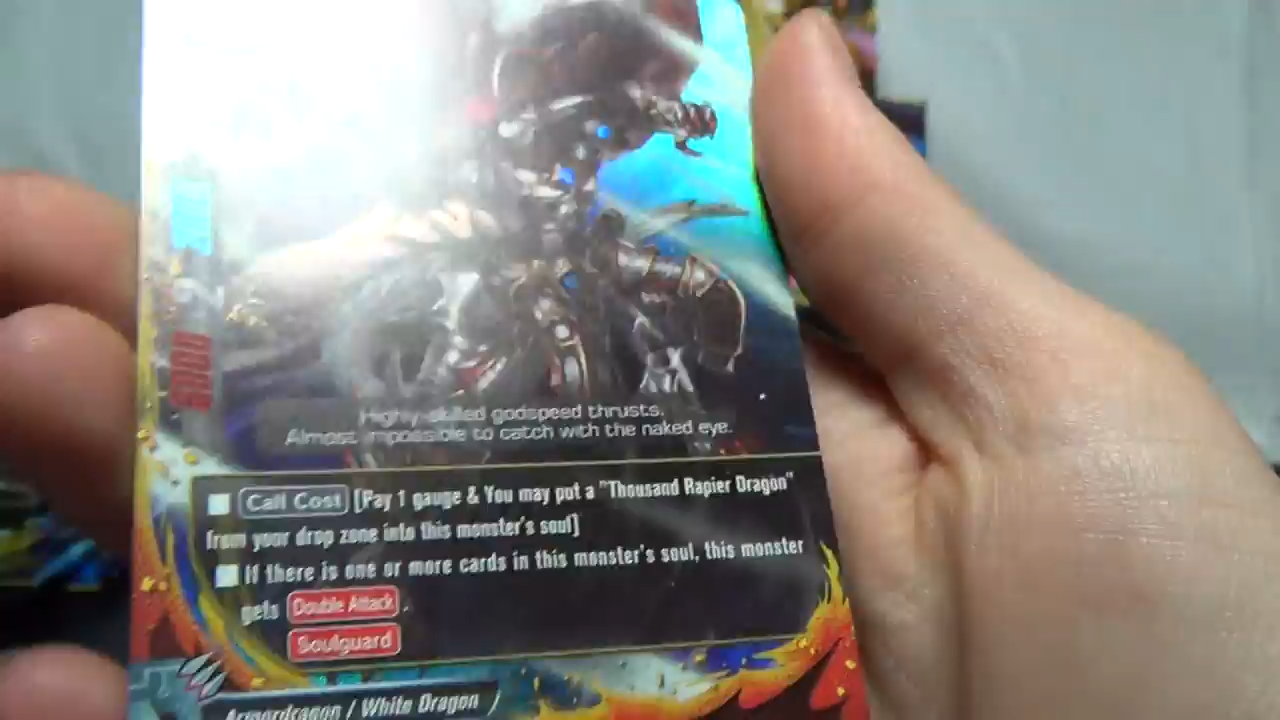 Highly-skilled godspeed thrusts.
Almost impossible to catch with the naked eye.
Call Cost [Pay 1 gauge & You may put a "Thousand Rapier Dragon"
from your drop zone into this monster's soul]
If there is one or more cards in this monster's soul, this monster
gets Double Attack .
Soulguard
Armordragon / White Dragon